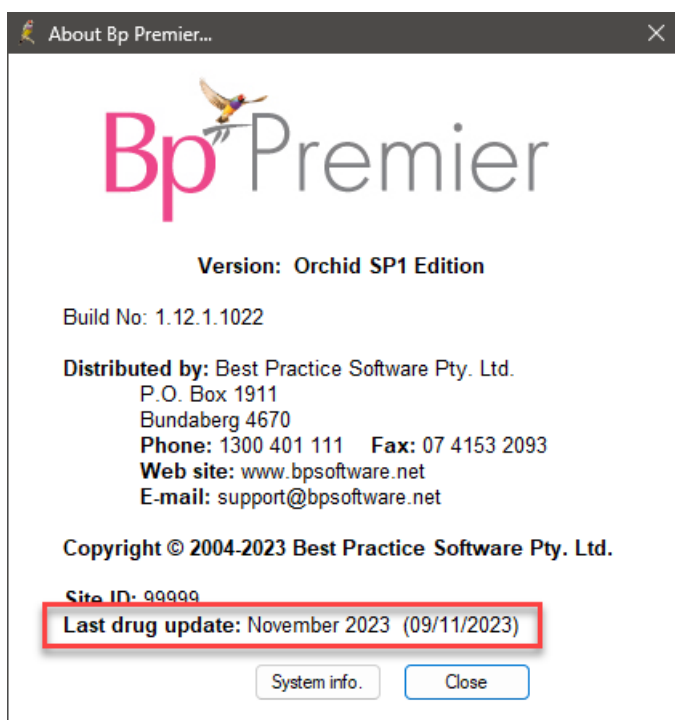 About Bp Premier...
Bp Premier
Version: Orchid SP1 Edition
Build No: 1.12.1.1022
Distributed by: Best Practice Software Pty. Ltd.
P.O. Box 1911
Bundaberg 4670
Phone: 1300 401 111 Fax: 07 4153 2093
Web site: www.bpsoftware.net
E-mail: support@bpsoftware.net
Copyright © 2004-2023 Best Practice Software Pty. Ltd.
Site ID: 99999
Last drug update: November 2023 (09/11/2023)
System info. Close